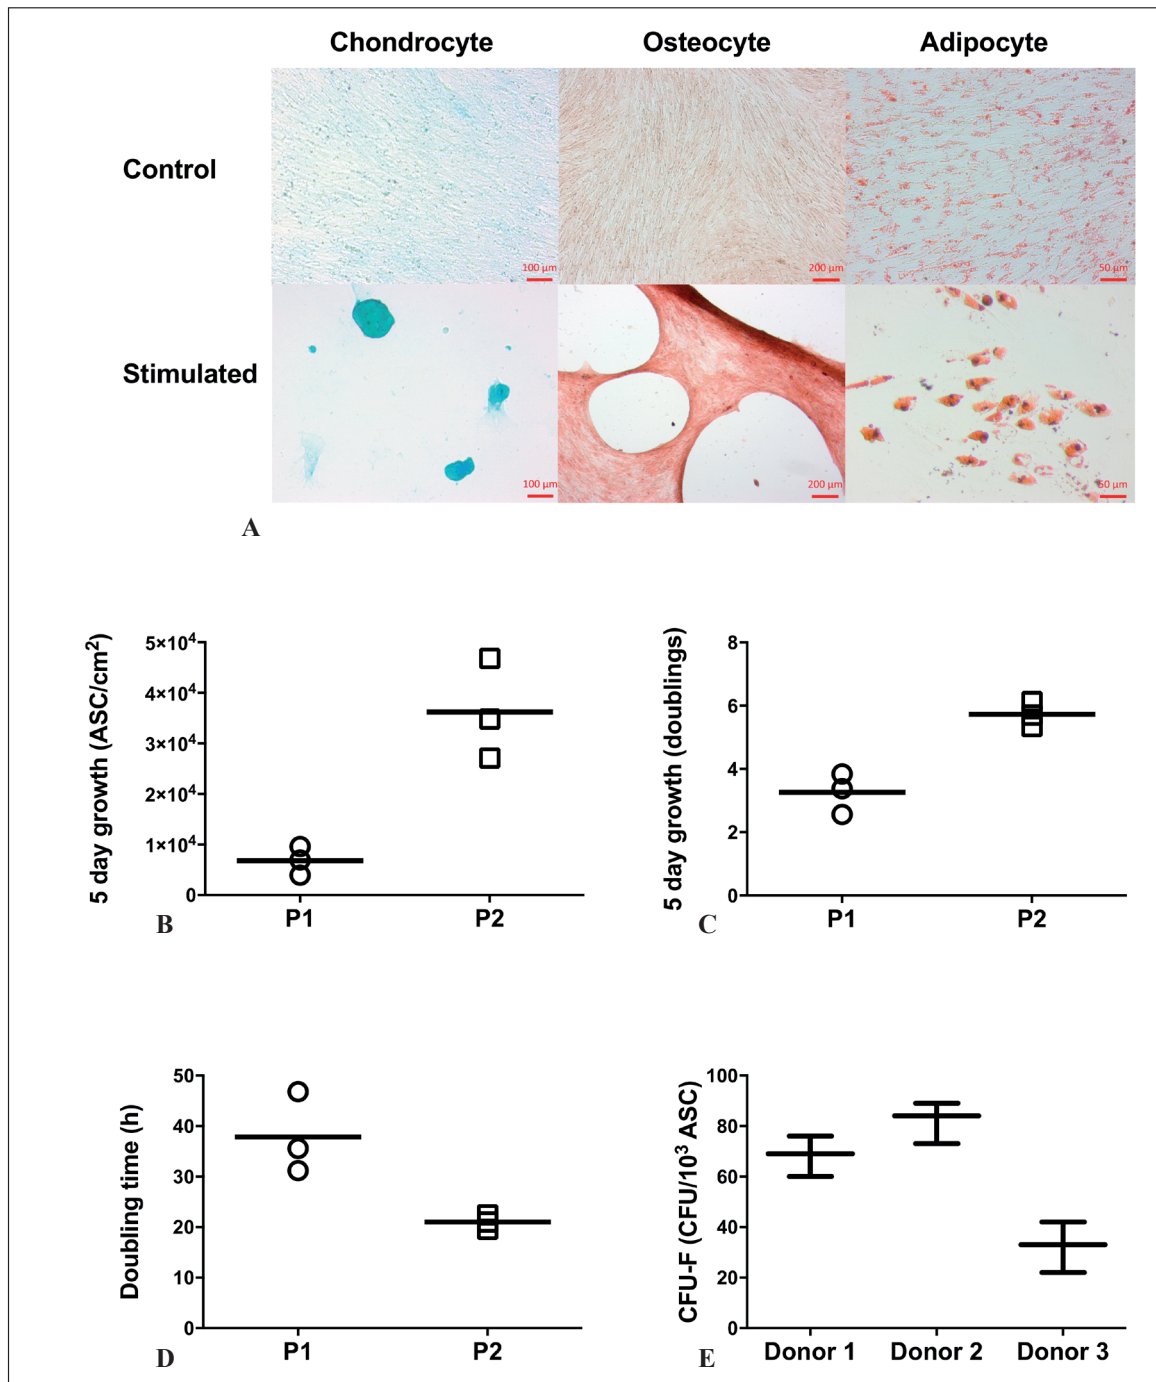 Chondrocyte Osteocyte Adipocyte
Control
100 µm 200 µm 50 µm
Stimulated
100 µm 200 µm 50 µm
A
5 day growth (ASC/cm²)
5×10⁴
4×10⁴
3×10⁴
2×10⁴
1×10⁴
0
P1 P2
B
5 day growth (doublings)
8
6
4
2
0
P1 P2
C
Doubling time (h)
50
40
30
20
10
0
P1 P2
D
CFU-F (CFU/10³ ASC)
100
80
60
40
20
0
Donor 1 Donor 2 Donor 3
E